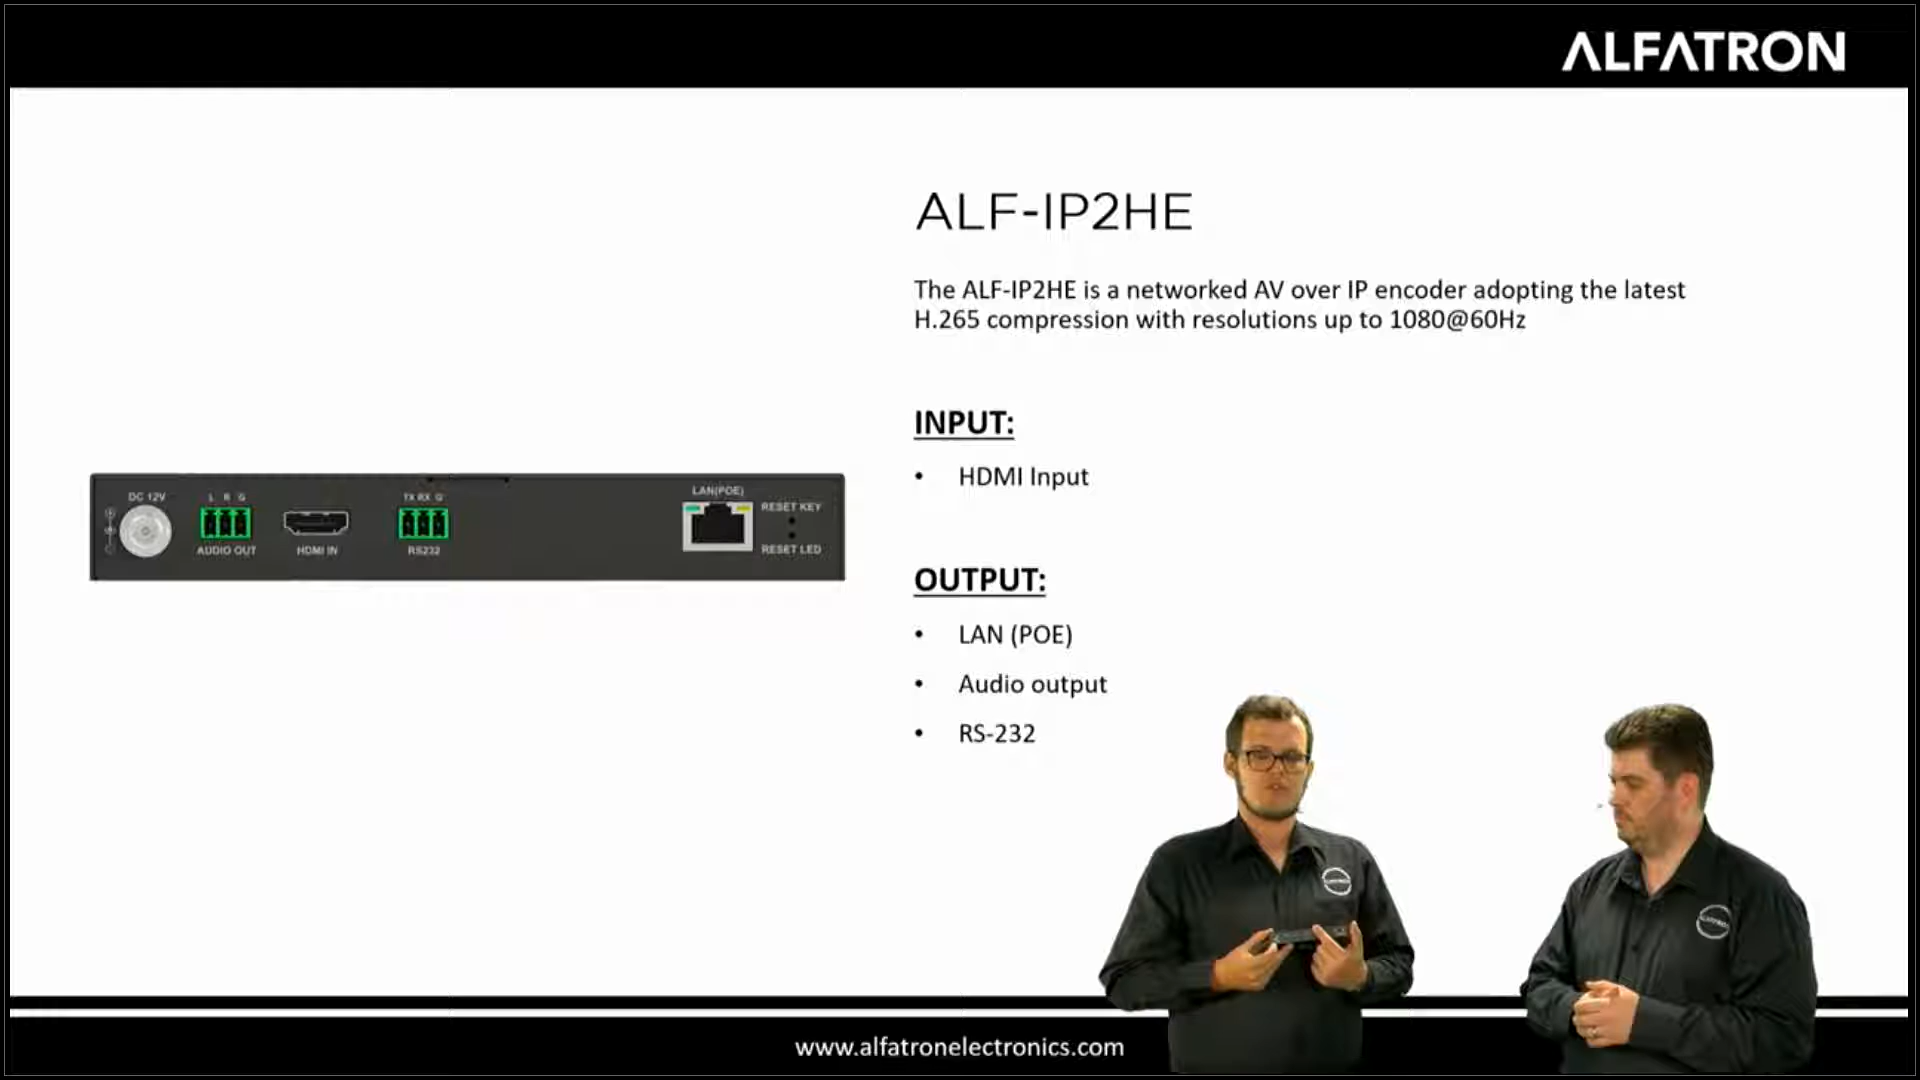 ALFATRON
ALF-IP2HE
The ALF-IP2HE is a networked AV over IP encoder adopting the latest
H.265 compression with resolutions up to 1080@60Hz
INPUT:
• HDMI Input
OUTPUT:
• LAN (POE)
• Audio output
• RS-232
DC 12V
L R G
AUDIO OUT
HDMI IN
TX RX G
RS232
LAN(POE)
RESET KEY
RESET LED
www.alfatronelectronics.com